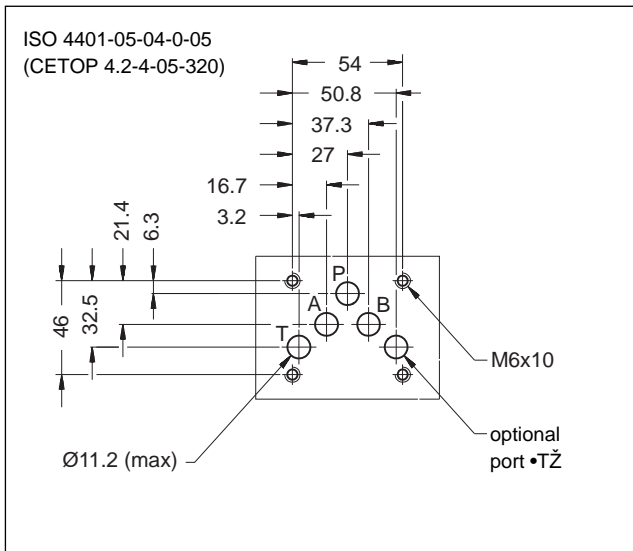 ISO 4401-05-04-0-05
(CETOP 4.2-4-05-320)
54
50.8
37.3
27
16.7
3.2
21.4
6.3
46
32.5
P
A
B
T
M6x10
Ø11.2 (max)
optional
port •TŽ